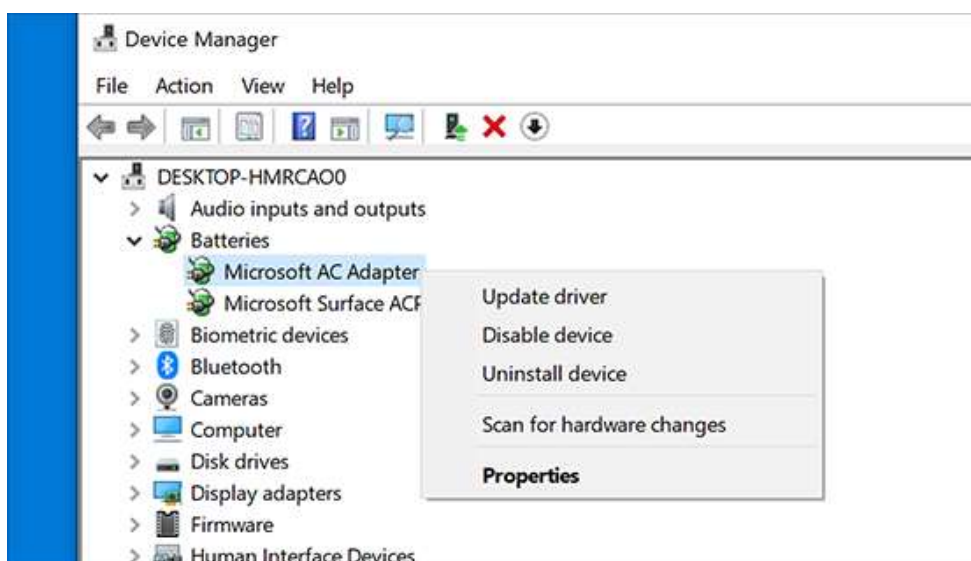 Device Manager
File Action View Help
DESKTOP-HMRCAO0
Audio inputs and outputs
Batteries
Microsoft AC Adapter
Microsoft Surface ACP
Update driver
Biometric devices
Disable device
Bluetooth
Uninstall device
Cameras
Computer
Scan for hardware changes
Disk drives
Properties
Display adapters
Firmware
Human Interface Devices